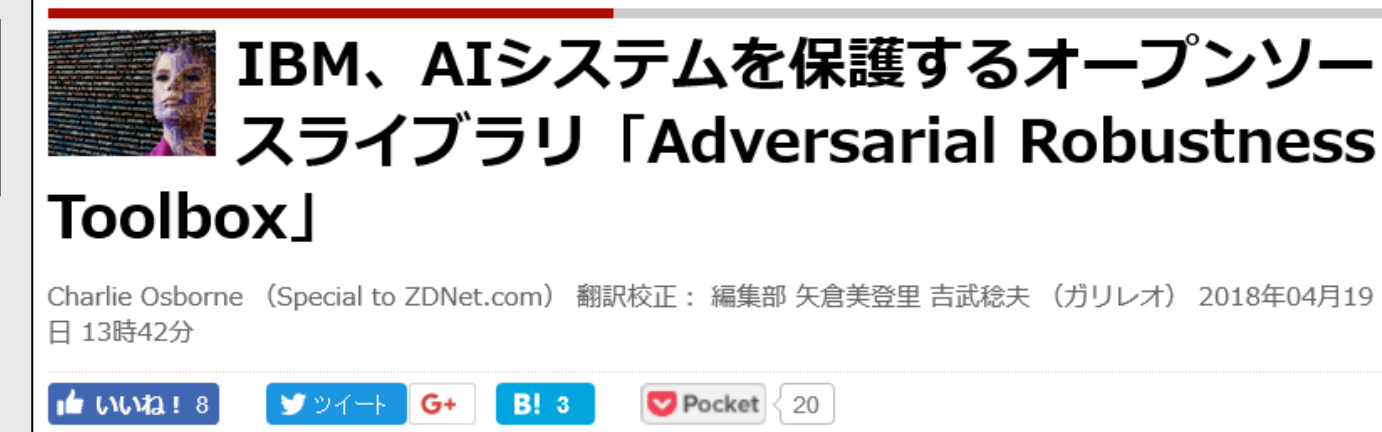 IBM、AIシステムを保護するオープンソー
スライブラリ「Adversarial Robustness
Toolbox」
Charlie Osborne （Special to ZDNet.com） 翻訳校正： 編集部 矢倉美登里 吉武稔夫 （ガリレオ） 2018年04月19
日 13時42分
いいね！ 8 ツイート G+ B! 3 Pocket 20